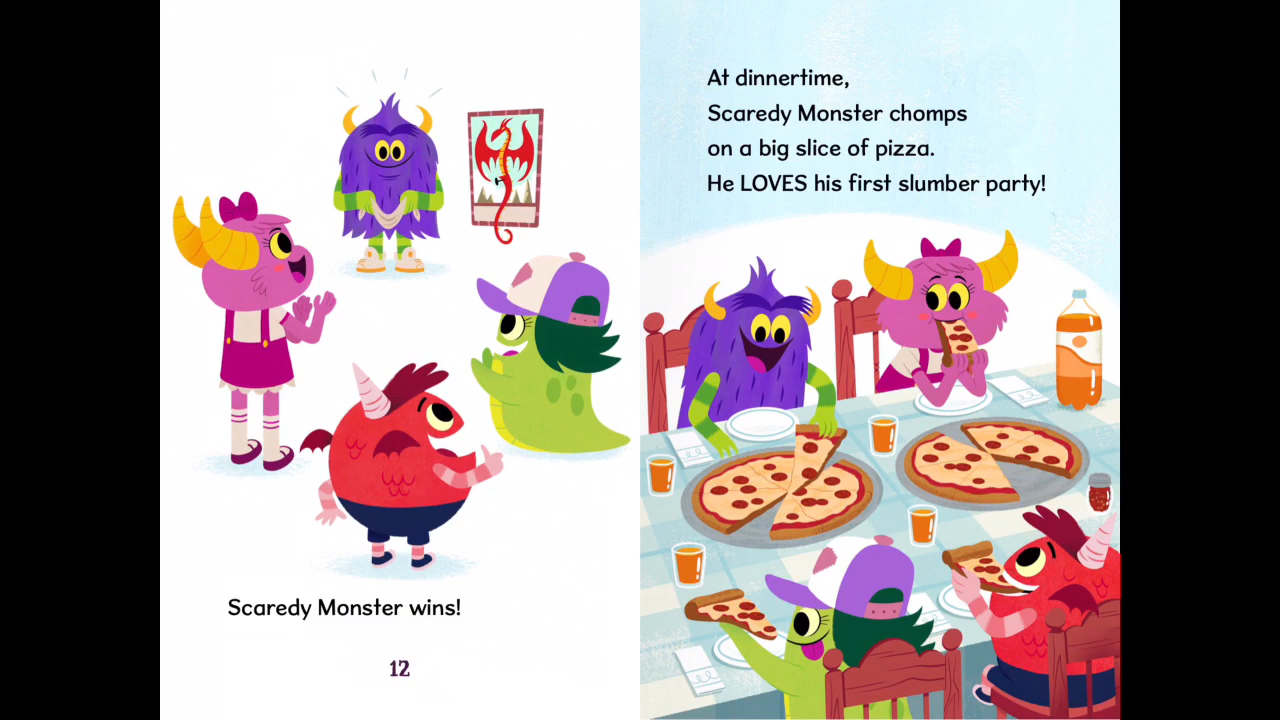 Scaredy Monster wins!
12
At dinnertime,
Scaredy Monster chomps
on a big slice of pizza.
He LOVES his first slumber party!